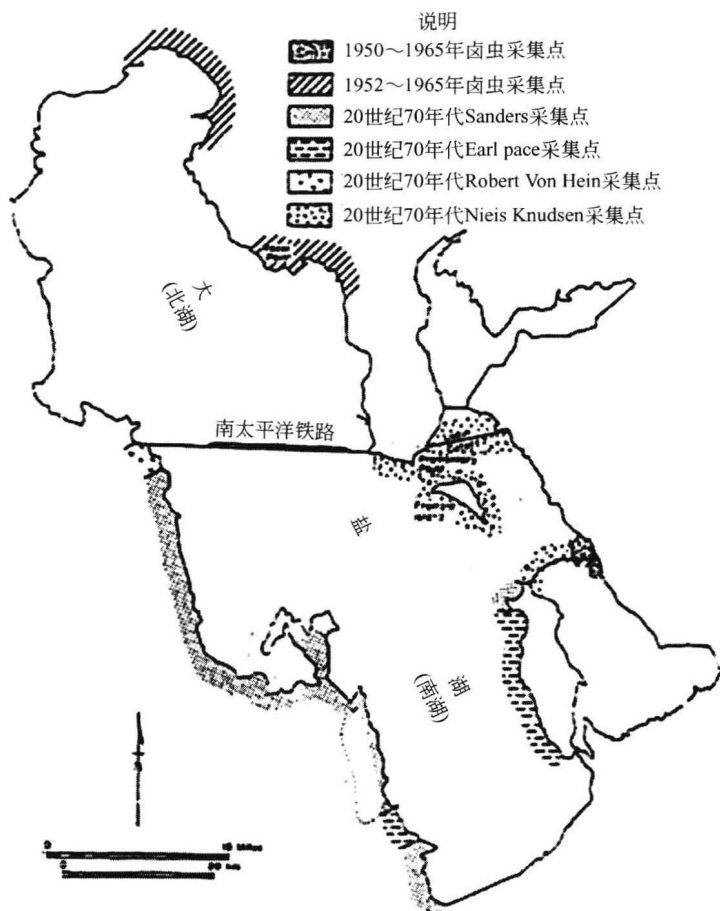 说明
1950～1965年卤虫采集点
1952～1965年卤虫采集点
20世纪70年代Sanders采集点
20世纪70年代Earl pace采集点
20世纪70年代Robert Von Hein采集点
20世纪70年代Nieis Knudsen采集点
大
(北湖)
南太平洋铁路
盐
湖
(南湖)
0
0